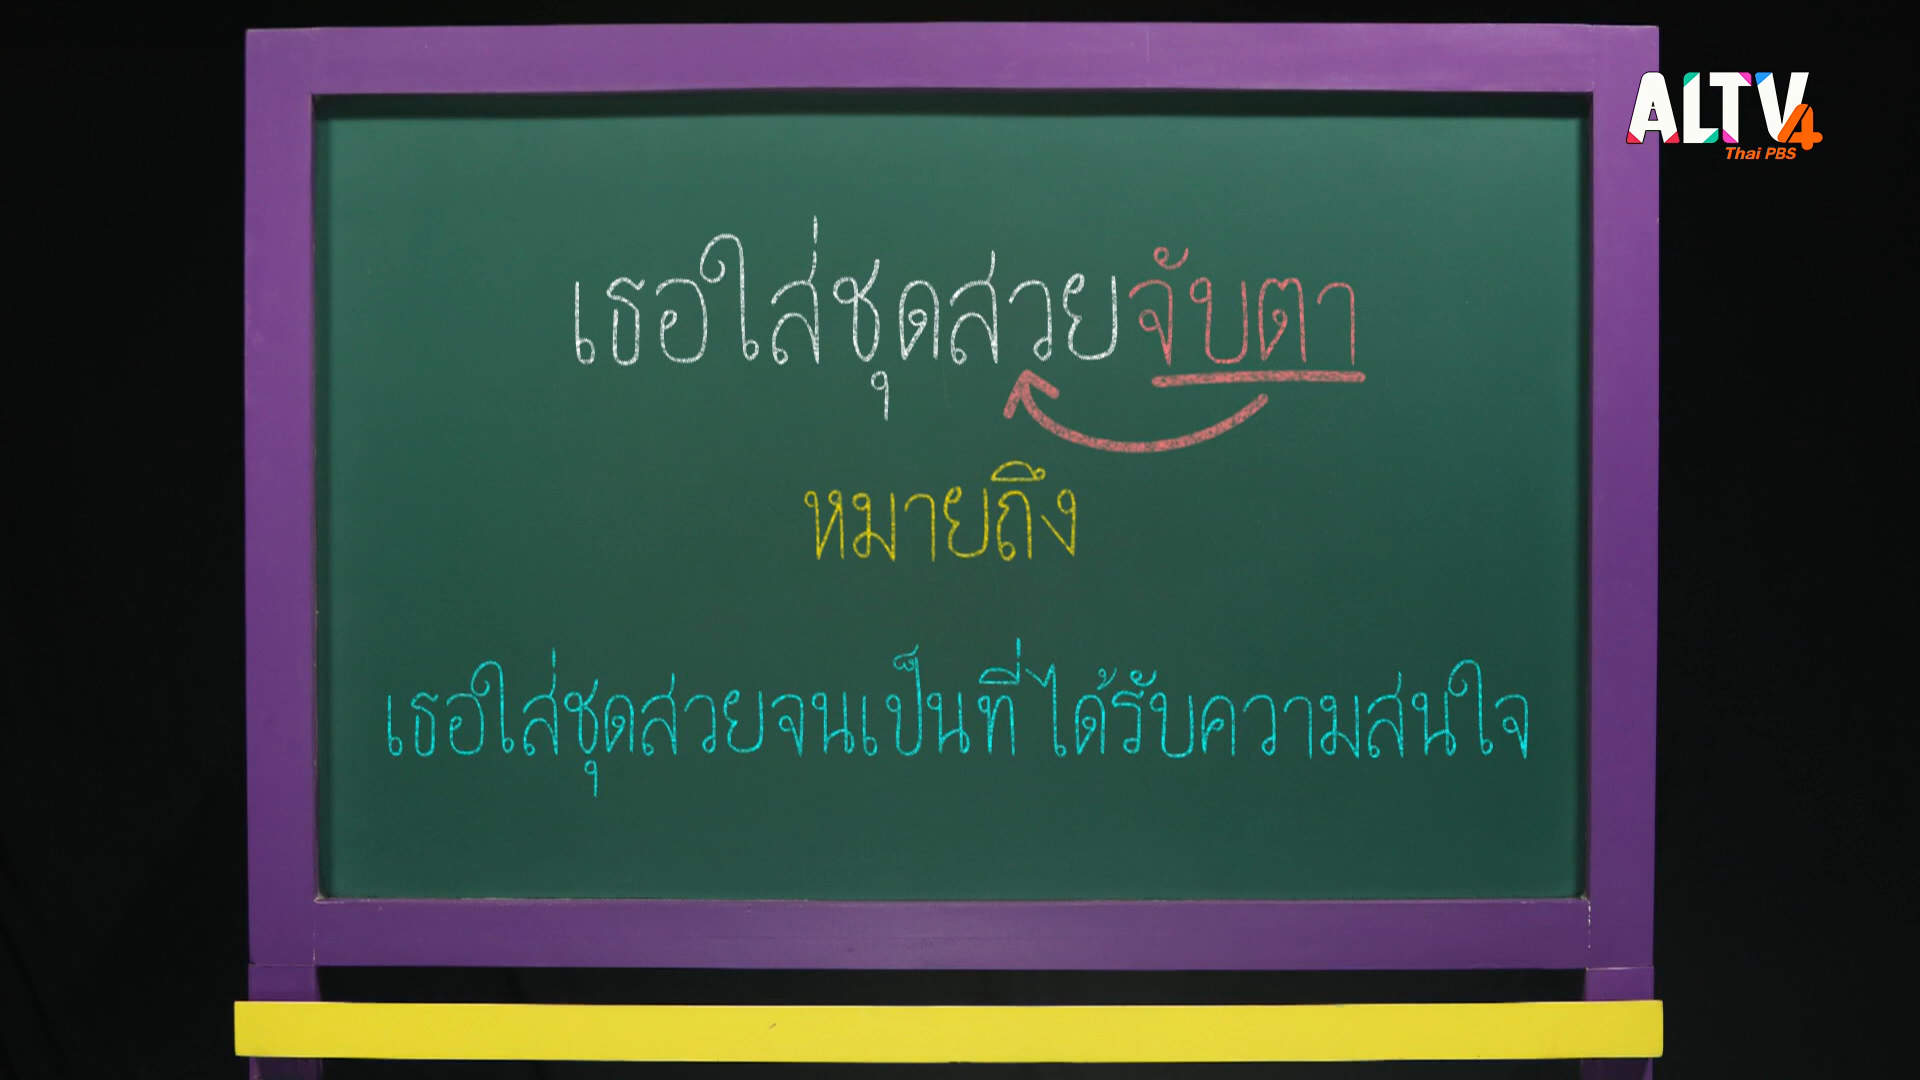 ALTV4
Thai PBS
เธอใส่ชุดสวยจับตา
หมายถึง
เธอใส่ชุดสวยจนเป็นที่ได้รับความสนใจ